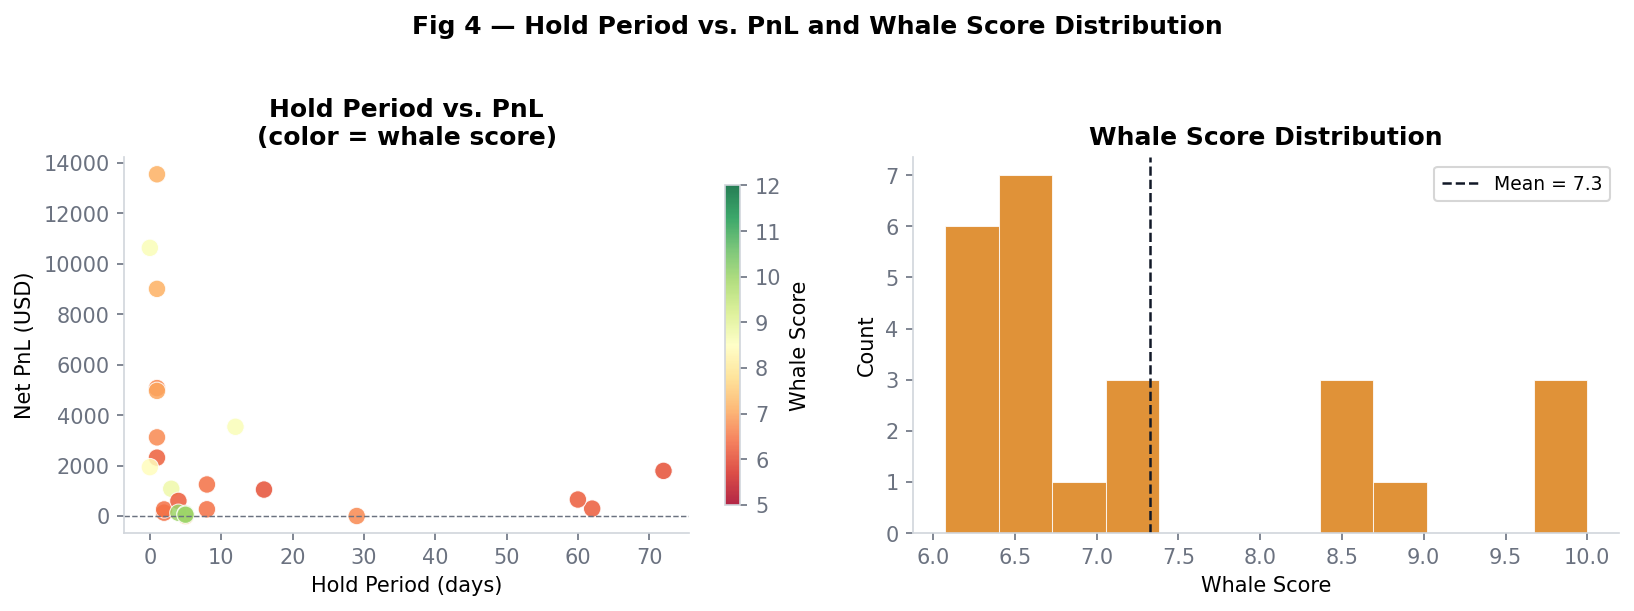 Fig 4 — Hold Period vs. PnL and Whale Score Distribution
Hold Period vs. PnL
(color = whale score)
14000
12000
10000
8000
6000
4000
2000
0
Net PnL (USD)
0 10 20 30 40 50 60 70
Hold Period (days)
12
11
10
9
8
7
6
5
Whale Score
Whale Score Distribution
Mean = 7.3
7
6
5
4
3
2
1
0
Count
6.0 6.5 7.0 7.5 8.0 8.5 9.0 9.5 10.0
Whale Score